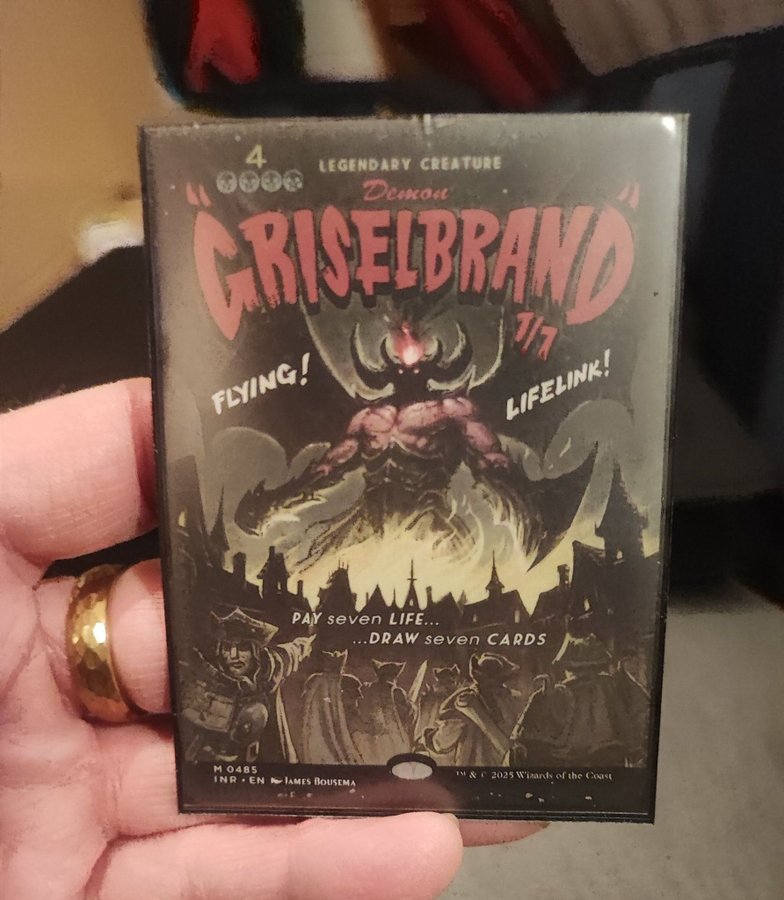 4
LEGENDARY CREATURE
Demon
"GRISELBRAND"
7/7
FLYING!
LIFELINK!
PAY seven LIFE...
...DRAW seven CARDS
M 0485
INR • EN JAMES BOUSEMA
™ & © 2025 Wizards of the Coast